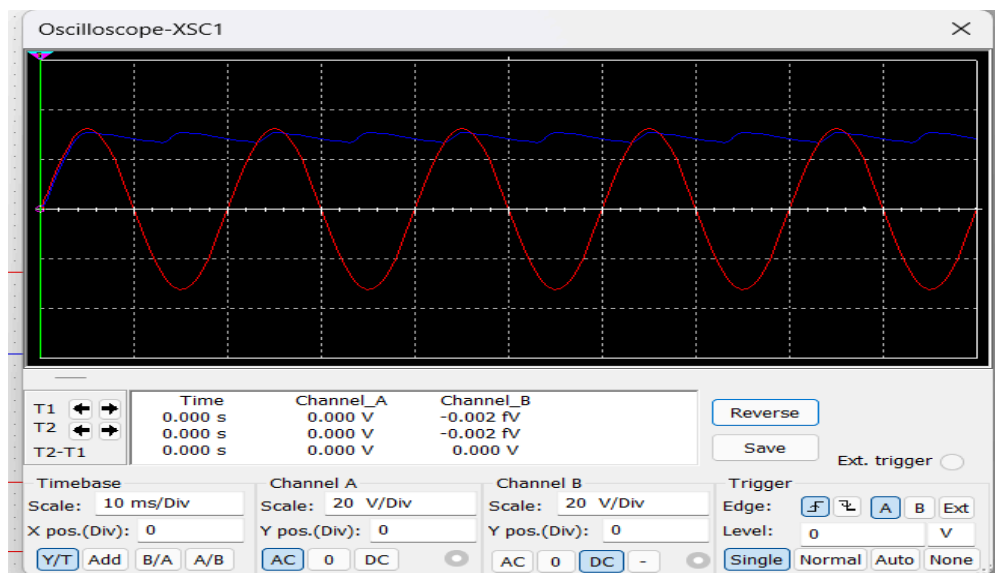 Oscilloscope-XSC1
Time Channel_A Channel_B
T1 0.000 s 0.000 V -0.002 fV
T2 0.000 s 0.000 V -0.002 fV
T2-T1 0.000 s 0.000 V 0.000 V
Reverse
Save
Ext. trigger
Timebase
Scale: 10 ms/Div
X pos.(Div): 0
Y/T Add B/A A/B
Channel A
Scale: 20 V/Div
Y pos.(Div): 0
AC 0 DC
Channel B
Scale: 20 V/Div
Y pos.(Div): 0
AC 0 DC -
Trigger
Edge: A B Ext
Level: 0 V
Single Normal Auto None